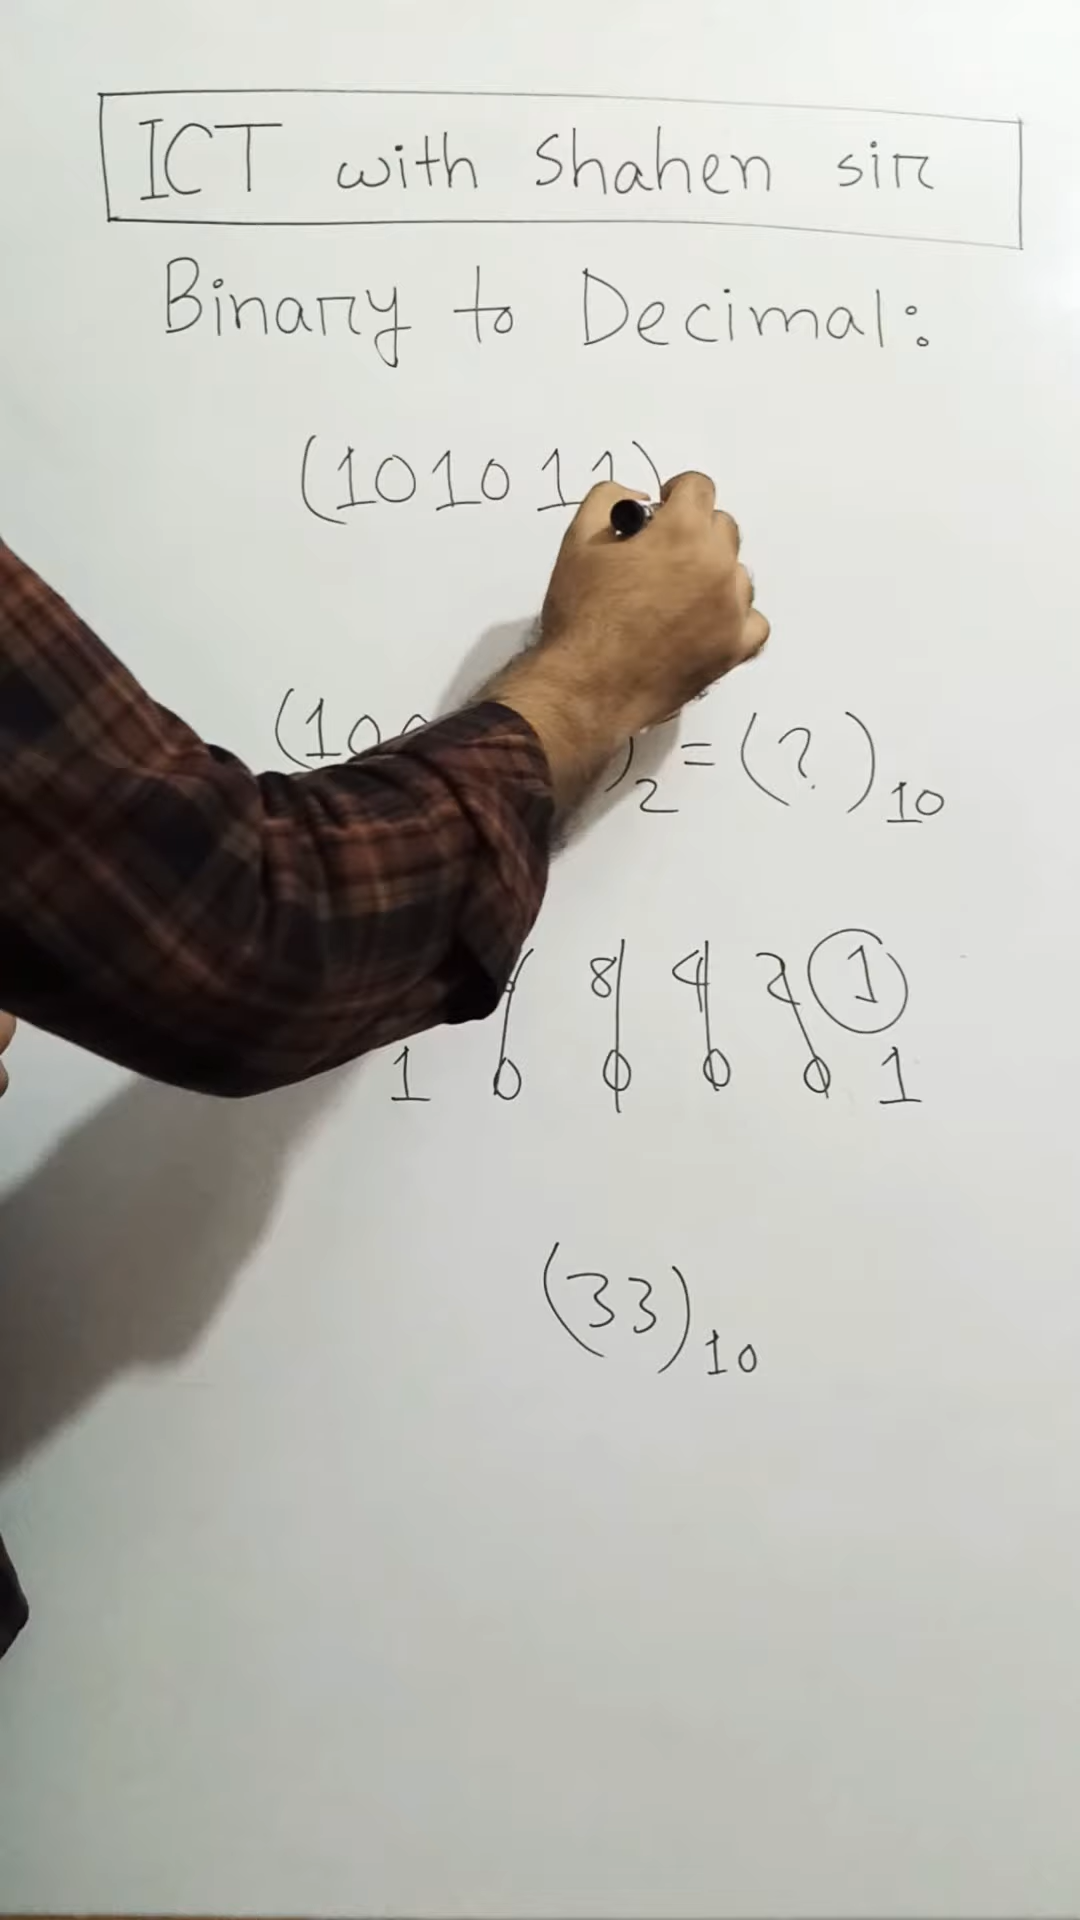 ICT with Shahen sir
Binary to Decimal:
(101011)
(100 )2 = (?)10
8 4 2 1
1 0 0 0 0 1
(33)10